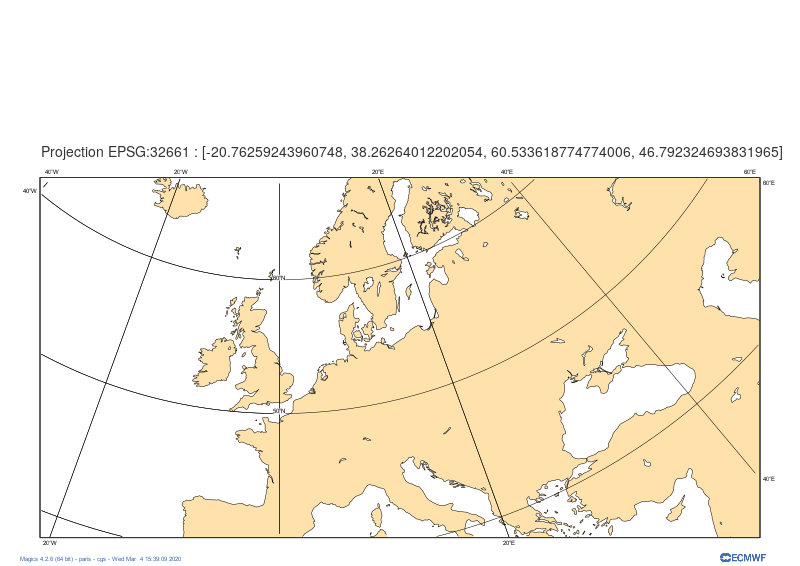 Projection EPSG:32661 : [-20.76259243960748, 38.26264012202054, 60.533618774774006, 46.792324693831965]
40°W 20°W 20°E 40°E 60°E
40°W 60°E
60°N
50°N
40°E
20°W 20°E
Magics 4.2.6 (64 bit) - paris - cgs - Wed Mar 4 15:39:09 2020
ECMWF